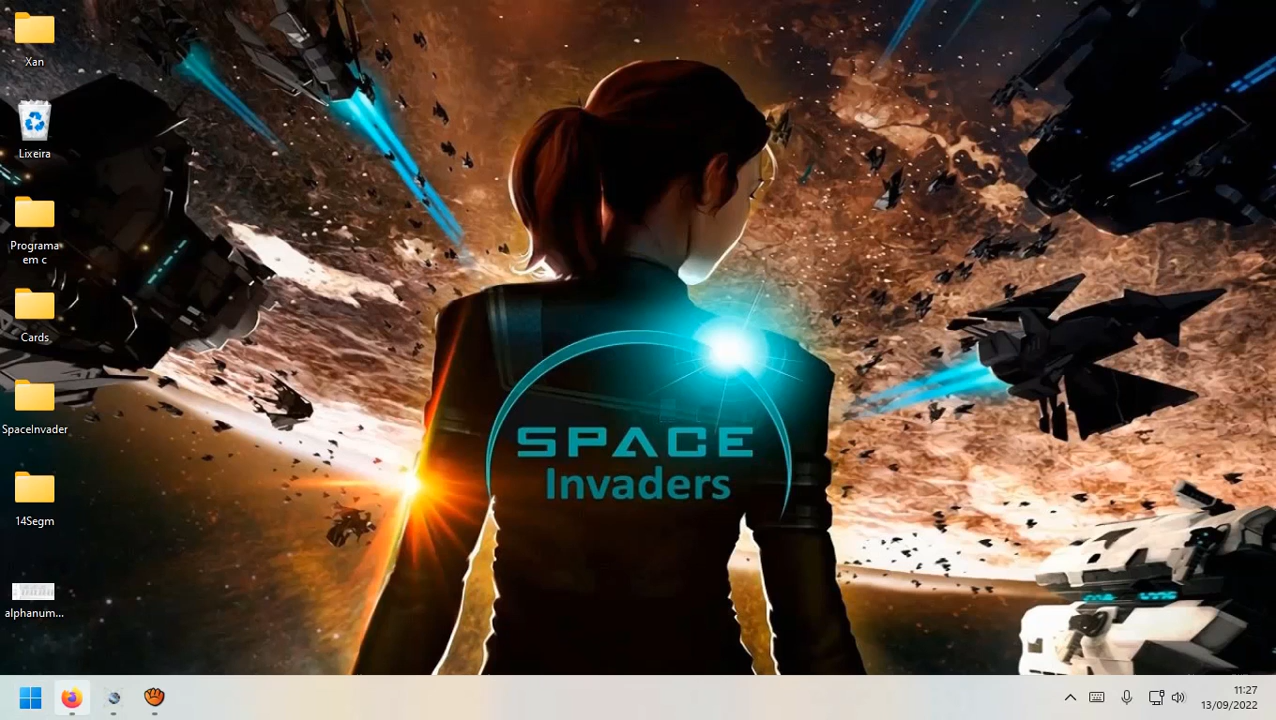 Xan
Lixeira
Programa
em c
Cards
SpaceInvader
14Segm
alphanum...
SPACE
Invaders
11:27
13/09/2022